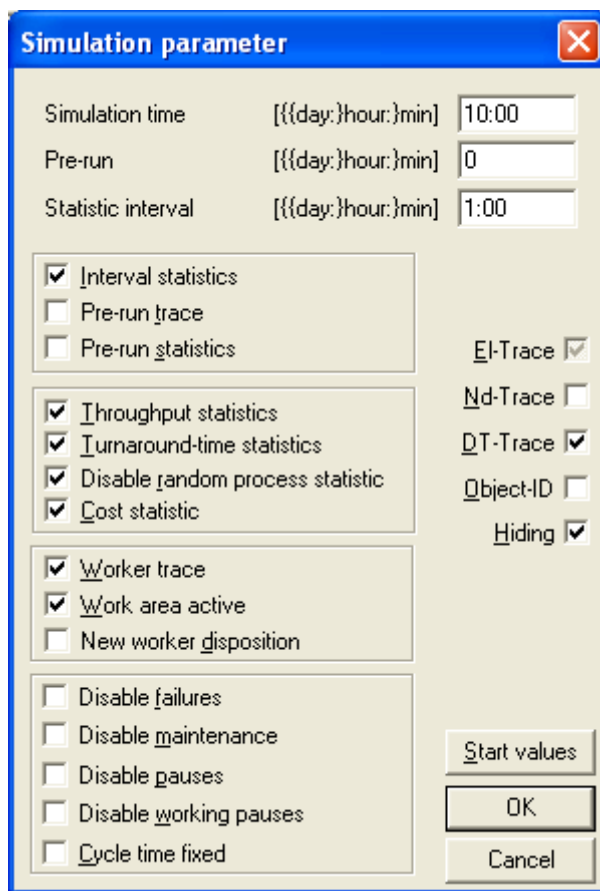 Simulation parameter
Simulation time [{{day:}hour:}min] 10:00
Pre-run [{{day:}hour:}min] 0
Statistic interval [{{day:}hour:}min] 1:00
Interval statistics
Pre-run trace
Pre-run statistics
El-Trace
Nd-Trace
DT-Trace
Object-ID
Hiding
Throughput statistics
Turnaround-time statistics
Disable random process statistic
Cost statistic
Worker trace
Work area active
New worker disposition
Disable failures
Disable maintenance
Disable pauses
Disable working pauses
Cycle time fixed
Start values
OK
Cancel